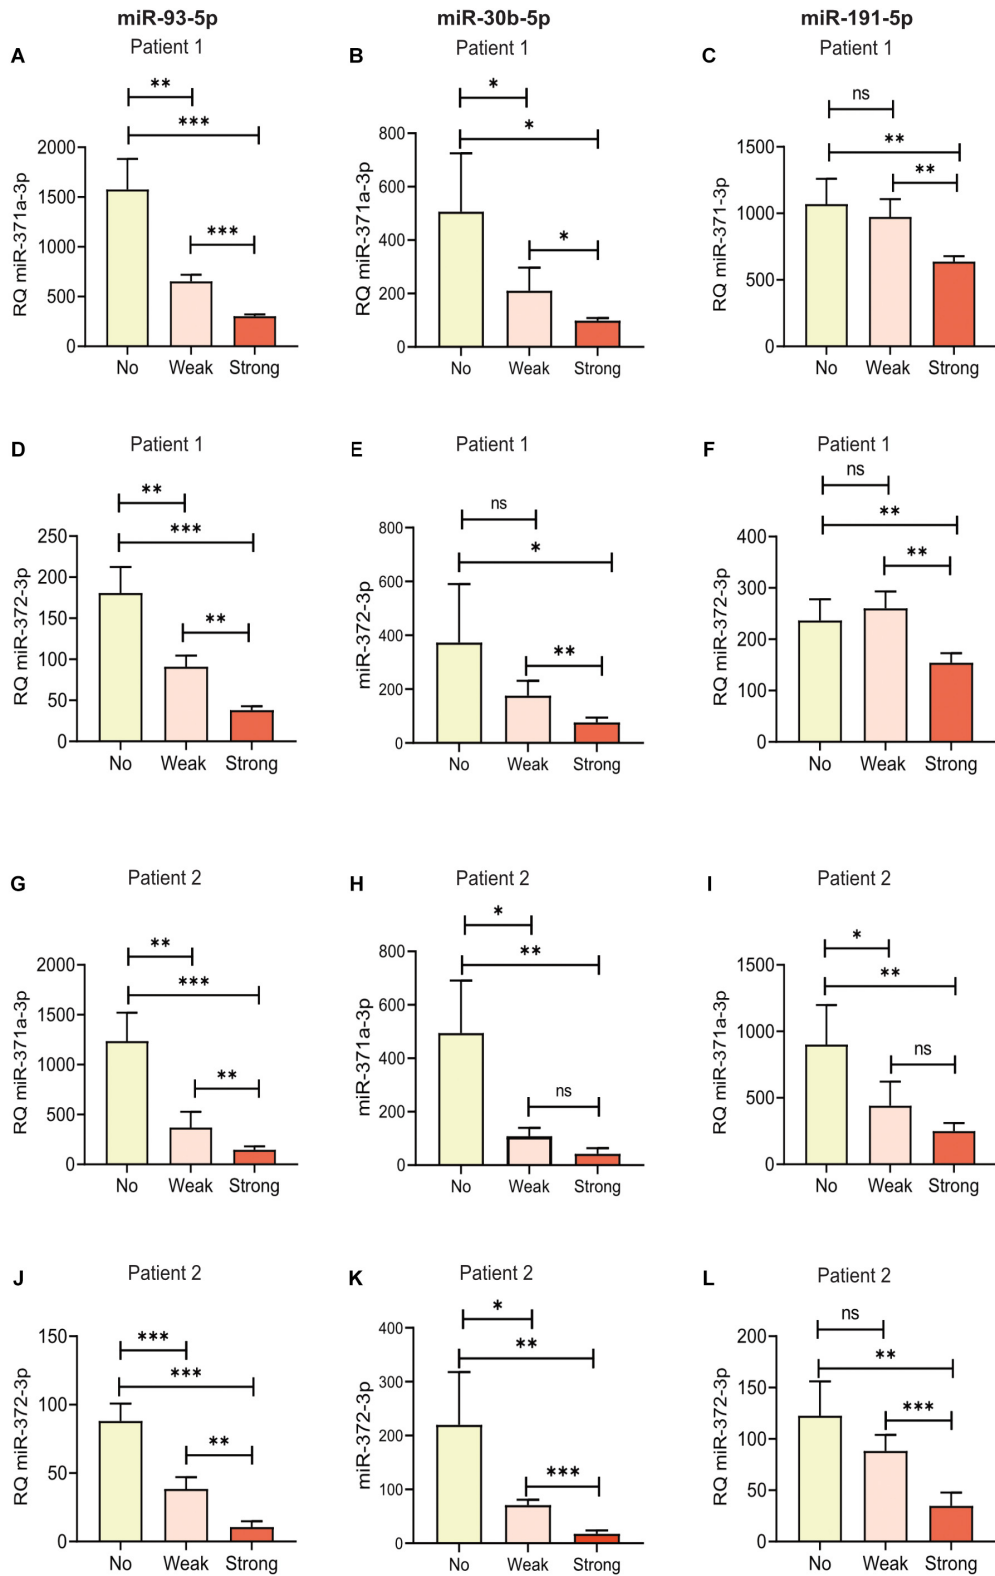 miR-93-5p miR-30b-5p miR-191-5p
A Patient 1
**
***
***
RQ miR-371a-3p
2000
1500
1000
500
0
No Weak Strong
B Patient 1
*
*
*
RQ miR-371a-3p
800
600
400
200
0
No Weak Strong
C Patient 1
ns
**
**
RQ miR-371-3p
1500
1000
500
0
No Weak Strong
D Patient 1
**
***
**
RQ miR-372-3p
250
200
150
100
50
0
No Weak Strong
E Patient 1
ns
*
**
miR-372-3p
800
600
400
200
0
No Weak Strong
F Patient 1
ns
**
**
RQ miR-372-3p
400
300
200
100
0
No Weak Strong
G Patient 2
**
***
**
RQ miR-371a-3p
2000
1500
1000
500
0
No Weak Strong
H Patient 2
*
**
ns
miR-371a-3p
800
600
400
200
0
No Weak Strong
I Patient 2
*
**
ns
RQ miR-371a-3p
1500
1000
500
0
No Weak Strong
J Patient 2
***
***
**
RQ miR-372-3p
150
100
50
0
No Weak Strong
K Patient 2
*
**
***
miR-372-3p
400
300
200
100
0
No Weak Strong
L Patient 2
ns
**
***
RQ miR-372-3p
200
150
100
50
0
No Weak Strong